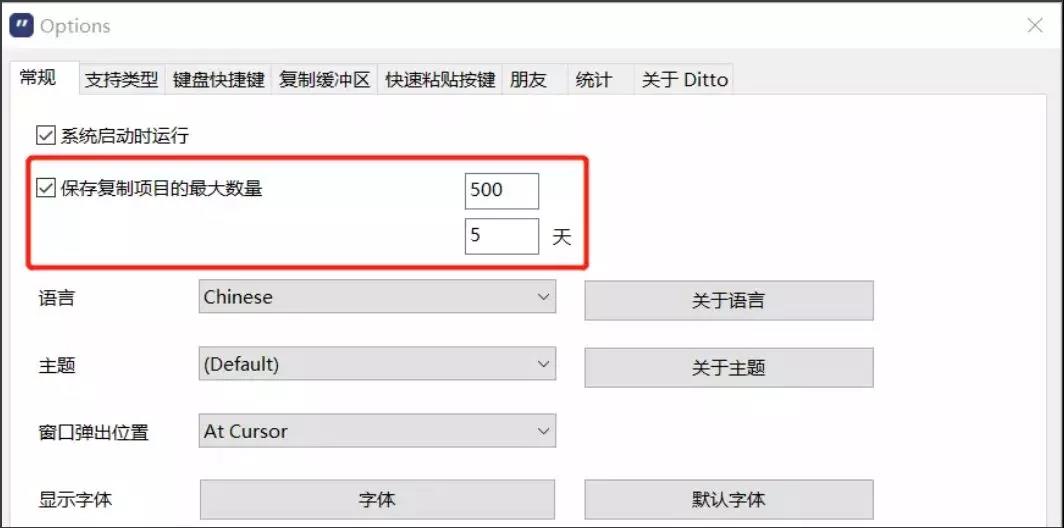 Options
常规 支持类型 键盘快捷键 复制缓冲区 快速粘贴按键 朋友 统计 关于 Ditto
系统启动时运行
保存复制项目的最大数量 500
5 天
语言 Chinese 关于语言
主题 (Default) 关于主题
窗口弹出位置 At Cursor
显示字体 字体 默认字体